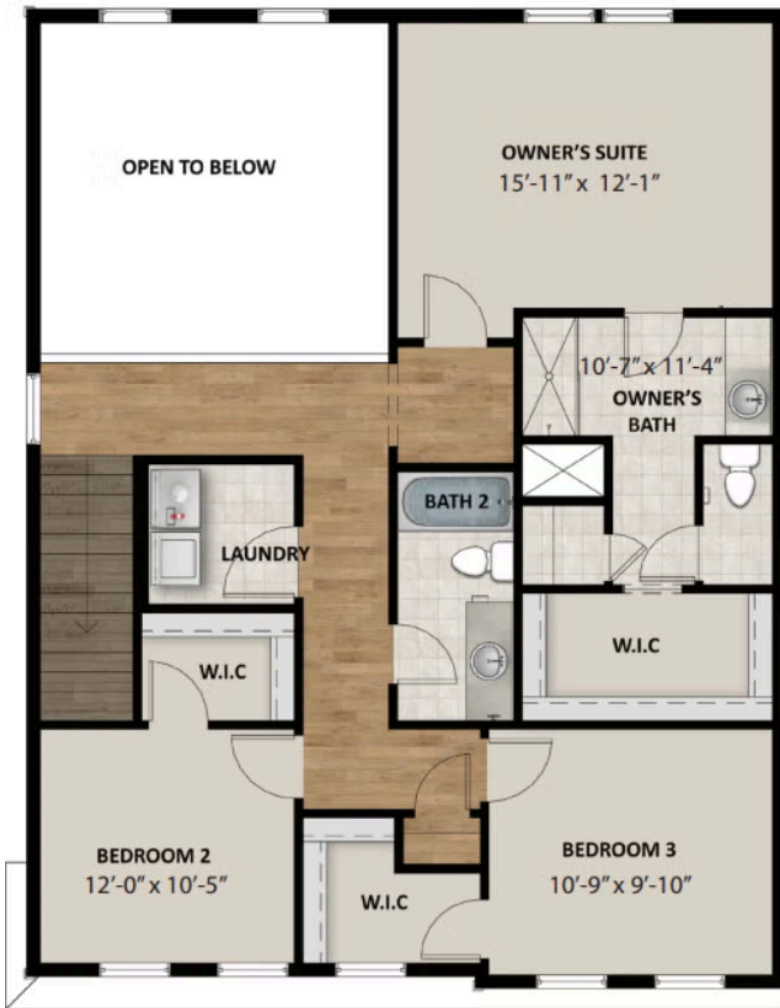 OPEN TO BELOW
OWNER'S SUITE
15'-11" x 12'-1"
10'-7" x 11'-4"
OWNER'S
BATH
BATH 2
LAUNDRY
W.I.C
W.I.C
BEDROOM 2
12'-0" x 10'-5"
BEDROOM 3
10'-9" x 9'-10"
W.I.C